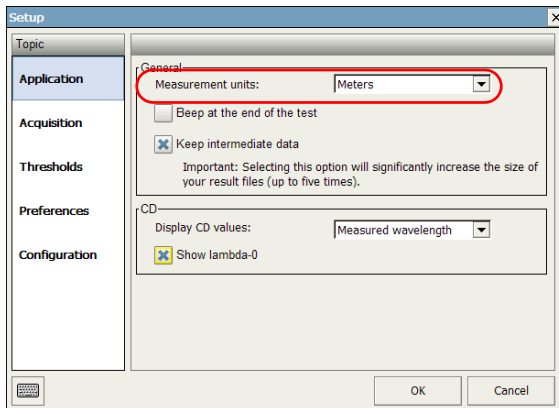 Setup
Topic
Application
Acquisition
Thresholds
Preferences
Configuration
General
Measurement units: Meters
Beep at the end of the test
Keep intermediate data
Important: Selecting this option will significantly increase the size of
your result files (up to five times).
CD
Display CD values: Measured wavelength
Show lambda-0
OK Cancel